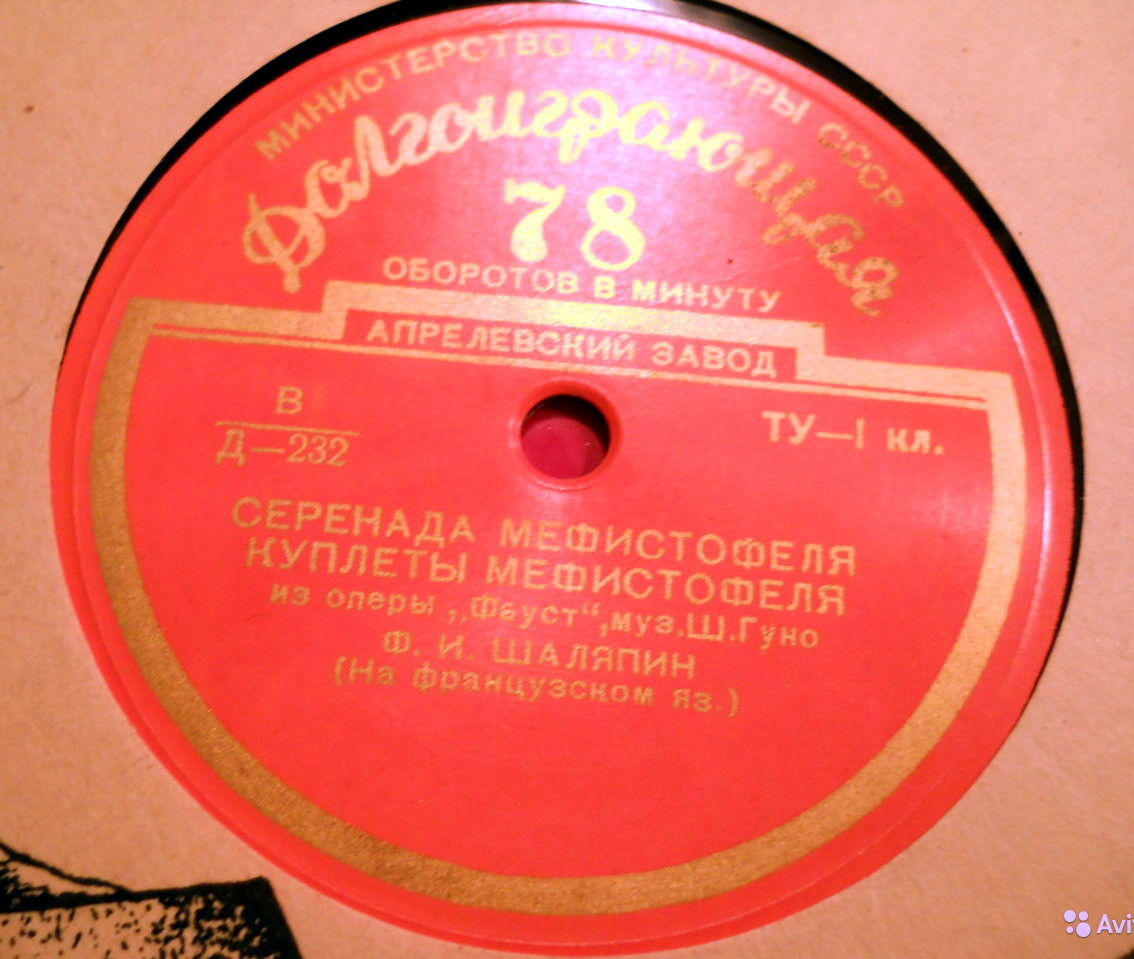 МИНИСТЕРСТВО КУЛЬТУРЫ СССР
Долгоиграющая
78
ОБОРОТОВ В МИНУТУ
АПРЕЛЕВСКИЙ ЗАВОД
В
Д—232
ТУ—1 кл.
СЕРЕНАДА МЕФИСТОФЕЛЯ
КУПЛЕТЫ МЕФИСТОФЕЛЯ
из оперы „Фауст“, муз. Ш. Гуно
Ф. И. ШАЛЯПИН
(На французском яз.)